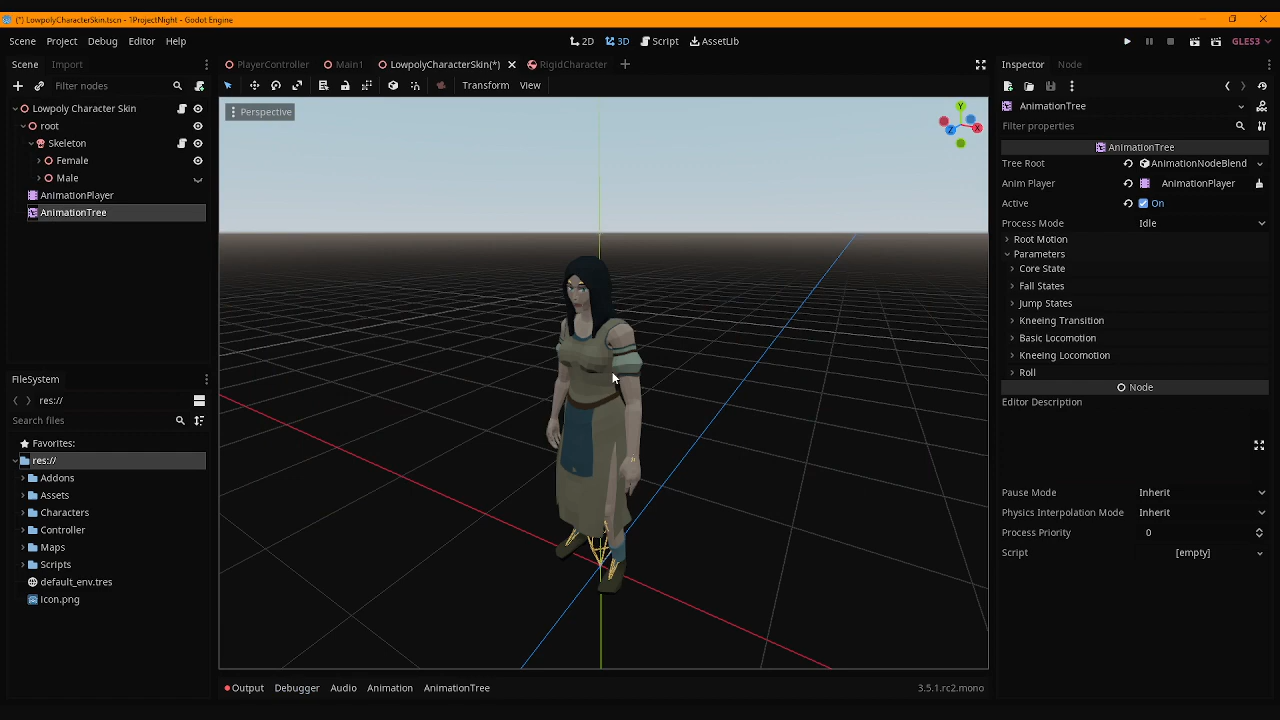 (*) LowpolyCharacterSkin.tscn - 1ProjectNight - Godot Engine
Scene Project Debug Editor Help
2D 3D Script AssetLib
GLES3
Scene Import
PlayerController Main1 LowpolyCharacterSkin(*) RigidCharacter
Inspector Node
Filter nodes
Transform View
Lowpoly Character Skin
root
Skeleton
Female
Male
AnimationPlayer
AnimationTree
Perspective
Y
X
Z
AnimationTree
Filter properties
AnimationTree
Tree Root AnimationNodeBlend
Anim Player AnimationPlayer
Active On
Process Mode Idle
Root Motion
Parameters
Core State
Fall States
Jump States
Kneeing Transition
Basic Locomotion
Kneeing Locomotion
Roll
Node
Editor Description
Pause Mode Inherit
Physics Interpolation Mode Inherit
Process Priority 0
Script [empty]
FileSystem
res://
Search files
Favorites:
res://
Addons
Assets
Characters
Controller
Maps
Scripts
default_env.tres
icon.png
Output Debugger Audio Animation AnimationTree
3.5.1.rc2.mono